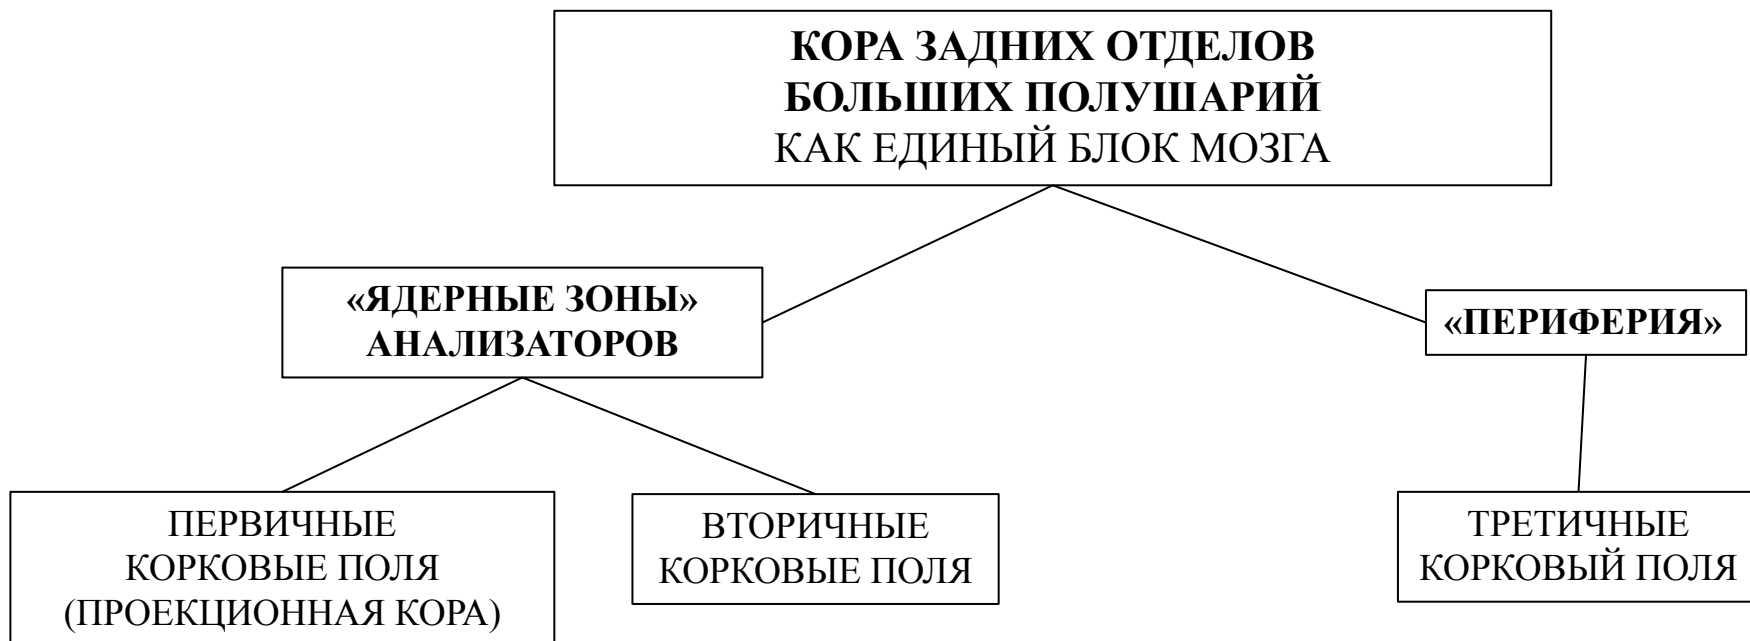 КОРА ЗАДНИХ ОТДЕЛОВ
БОЛЬШИХ ПОЛУШАРИЙ
КАК ЕДИНЫЙ БЛОК МОЗГА
«ЯДЕРНЫЕ ЗОНЫ»
АНАЛИЗАТОРОВ
«ПЕРИФЕРИЯ»
ПЕРВИЧНЫЕ
КОРКОВЫЕ ПОЛЯ
(ПРОЕКЦИОННАЯ КОРА)
ВТОРИЧНЫЕ
КОРКОВЫЕ ПОЛЯ
ТРЕТИЧНЫЕ
КОРКОВЫЙ ПОЛЯ